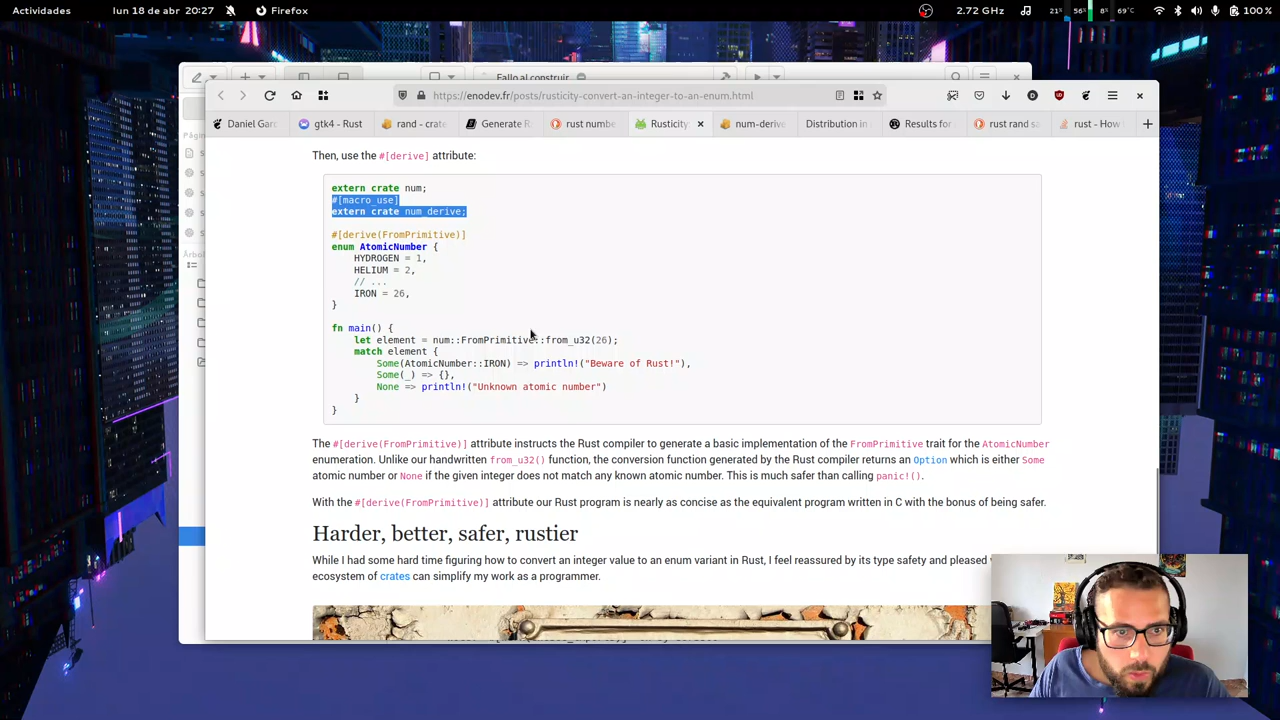 Actividades
lun 18 de abr 20:27
Firefox
2.72 GHz
21%
56%
8%
69°C
100 %
Fallo al construir
https://enodev.fr/posts/rusticity-convert-an-integer-to-an-enum.html
Daniel Garc
gtk4 - Rust
rand - crate
Generate R
rust numbe
Rusticity
num-derive
Distribution in
Results for
rust rand sa
rust - How
Then, use the #[derive] attribute:
extern crate num;
#[macro_use]
extern crate num_derive;
#[derive(FromPrimitive)]
enum AtomicNumber {
HYDROGEN = 1,
HELIUM = 2,
// ...
IRON = 26,
}
fn main() {
let element = num::FromPrimitive::from_u32(26);
match element {
Some(AtomicNumber::IRON) => println!("Beware of Rust!"),
Some(_) => {},
None => println!("Unknown atomic number")
}
}
The #[derive(FromPrimitive)] attribute instructs the Rust compiler to generate a basic implementation of the FromPrimitive trait for the AtomicNumber
enumeration. Unlike our handwritten from_u32() function, the conversion function generated by the Rust compiler returns an Option which is either Some
atomic number or None if the given integer does not match any known atomic number. This is much safer than calling panic!().
With the #[derive(FromPrimitive)] attribute our Rust program is nearly as concise as the equivalent program written in C with the bonus of being safer.
Harder, better, safer, rustier
While I had some hard time figuring how to convert an integer value to an enum variant in Rust, I feel reassured by its type safety and pleased
ecosystem of crates can simplify my work as a programmer.